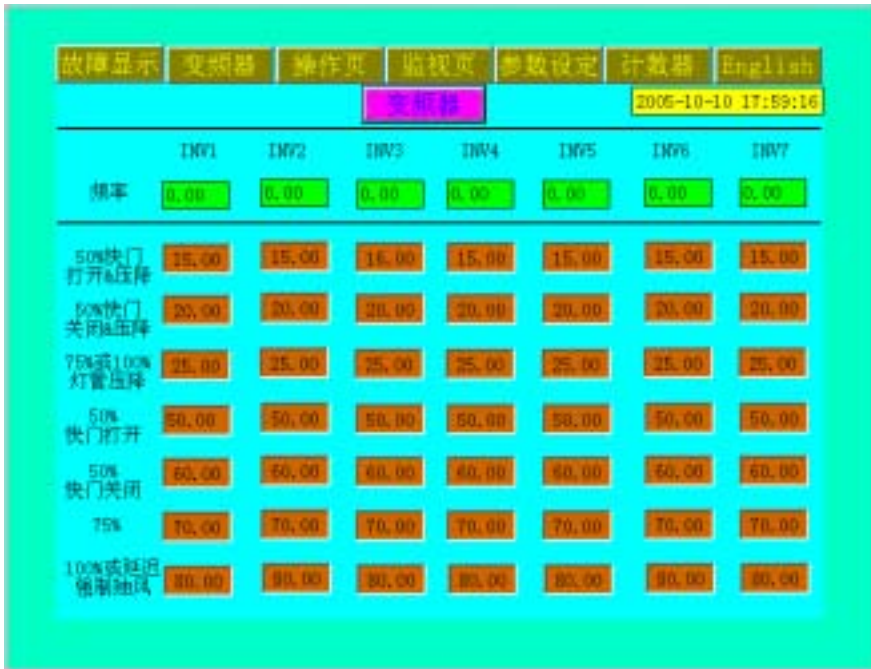 故障显示 变频器 操作页 监视页 参数设定 计数器 English
变频器 2005-10-10 17:59:16
INV1 INV2 INV3 INV4 INV5 INV6 INV7
频率 0.00 0.00 0.00 0.00 0.00 0.00 0.00
50%快门 15.00 15.00 15.00 15.00 15.00 15.00 15.00
打开&压降
50%快门 20.00 20.00 20.00 20.00 20.00 20.00 20.00
关闭&压降
75%或100% 25.00 25.00 25.00 25.00 25.00 25.00 25.00
灯管压降
50% 50.00 50.00 50.00 50.00 50.00 50.00 50.00
快门打开
50% 60.00 60.00 60.00 60.00 60.00 60.00 60.00
快门关闭
75% 70.00 70.00 70.00 70.00 70.00 70.00 70.00
100%或延迟 80.00 80.00 80.00 80.00 80.00 80.00 80.00
强制抽风